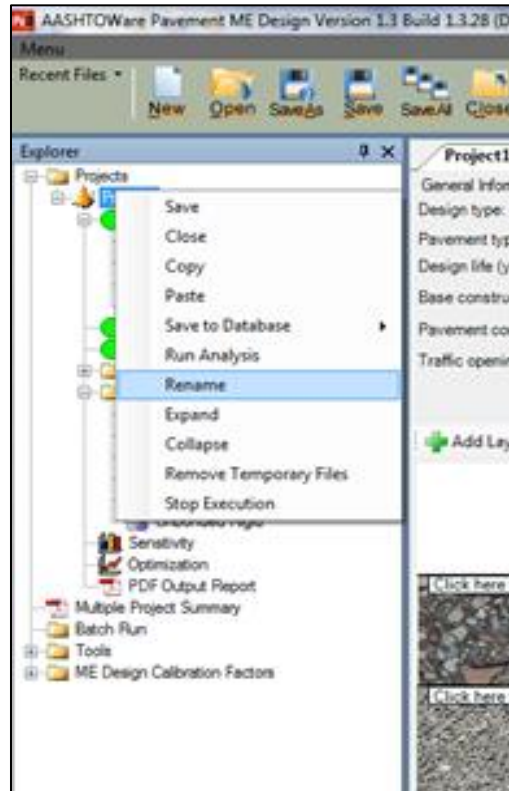 AASHTOWare Pavement ME Design Version 1.3 Build 1.3.28 (D
Menu
Recent Files
New Open SaveAs Save SaveAll Close
Explorer
Projects
Save
Close
Copy
Paste
Save to Database
Run Analysis
Rename
Expand
Collapse
Remove Temporary Files
Stop Execution
Unbonded Rigid
Sensitivity
Optimization
PDF Output Report
Multiple Project Summary
Batch Run
Tools
ME Design Calibration Factors
Project1
General Infor
Design type:
Pavement typ
Design life (y
Base constru
Pavement co
Traffic openin
Add Lay
Click here
Click here